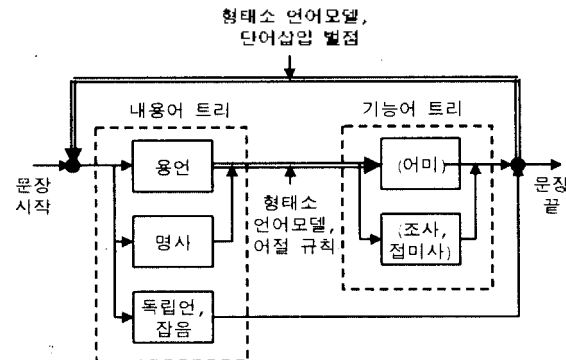 형태소 언어모델,
단어삽입 벌점
내용어 트리
기능어 트리
문장
시작
용언
(어미)
문장
끝
형태소
언어모델,
어절 규칙
명사
(조사,
접미사)
독립언,
잡음